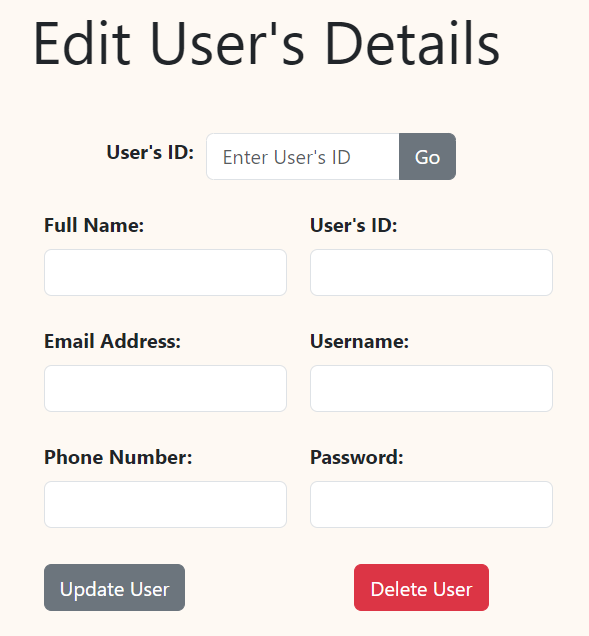 Edit User's Details
User's ID: Enter User's ID Go
Full Name: User's ID:
Email Address: Username:
Phone Number: Password:
Update User Delete User